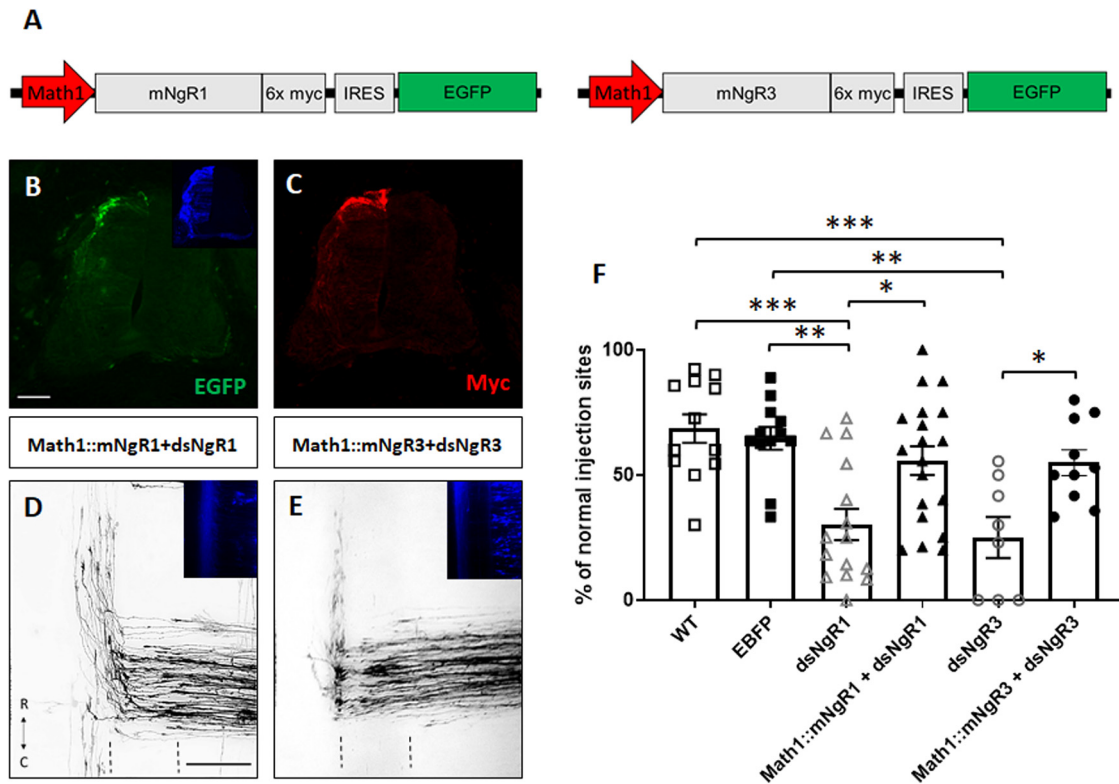 A
Math1 mNgR1 6x myc IRES EGFP
Math1 mNgR3 6x myc IRES EGFP
B
EGFP
C
Myc
Math1::mNgR1+dsNgR1
Math1::mNgR3+dsNgR3
D
R
C
E
F
***
**
***
*
**
*
% of normal injection sites
100
50
0
WT
EBFP
dsNgR1
Math1::mNgR1 + dsNgR1
dsNgR3
Math1::mNgR3 + dsNgR3